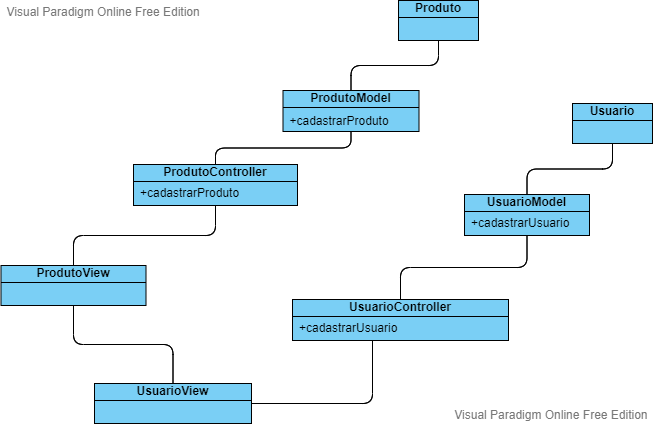 Visual Paradigm Online Free Edition
Produto
ProdutoModel
+cadastrarProduto
Usuario
ProdutoController
+cadastrarProduto
UsuarioModel
+cadastrarUsuario
ProdutoView
UsuarioController
+cadastrarUsuario
UsuarioView
Visual Paradigm Online Free Edition